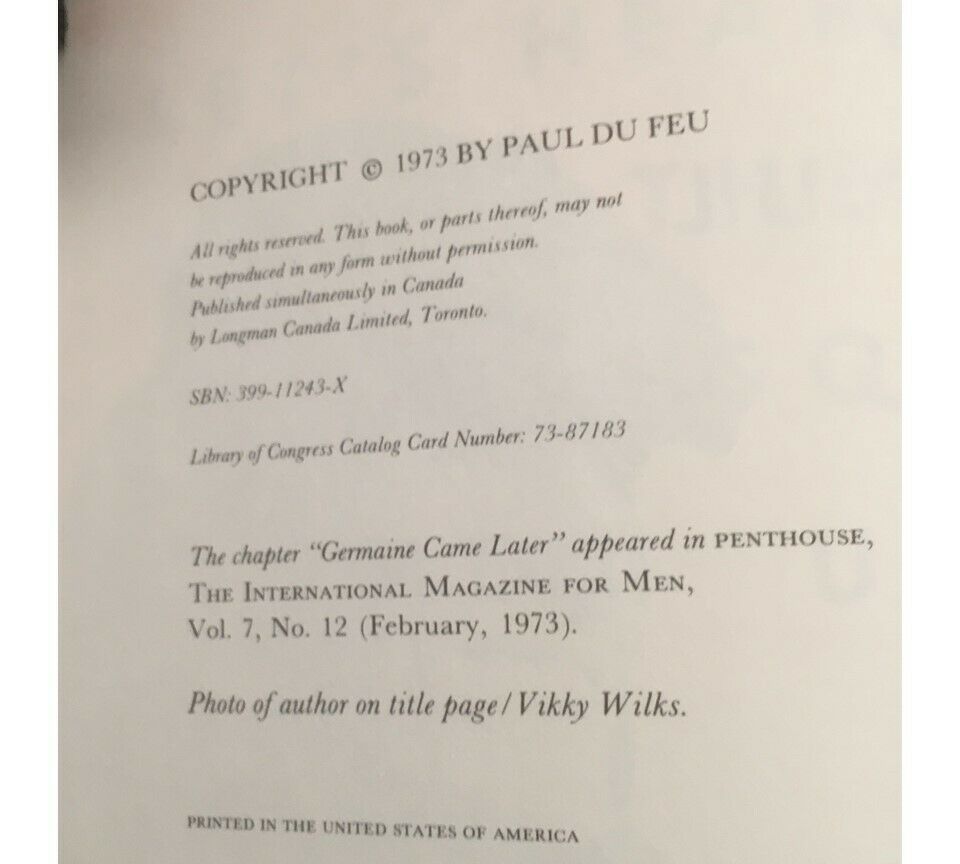 COPYRIGHT © 1973 BY PAUL DU FEU
All rights reserved. This book, or parts thereof, may not
be reproduced in any form without permission.
Published simultaneously in Canada
by Longman Canada Limited, Toronto.
SBN: 399-11243-X
Library of Congress Catalog Card Number: 73-87183
The chapter “Germaine Came Later” appeared in PENTHOUSE,
THE INTERNATIONAL MAGAZINE FOR MEN,
Vol. 7, No. 12 (February, 1973).
Photo of author on title page/Vikky Wilks.
PRINTED IN THE UNITED STATES OF AMERICA